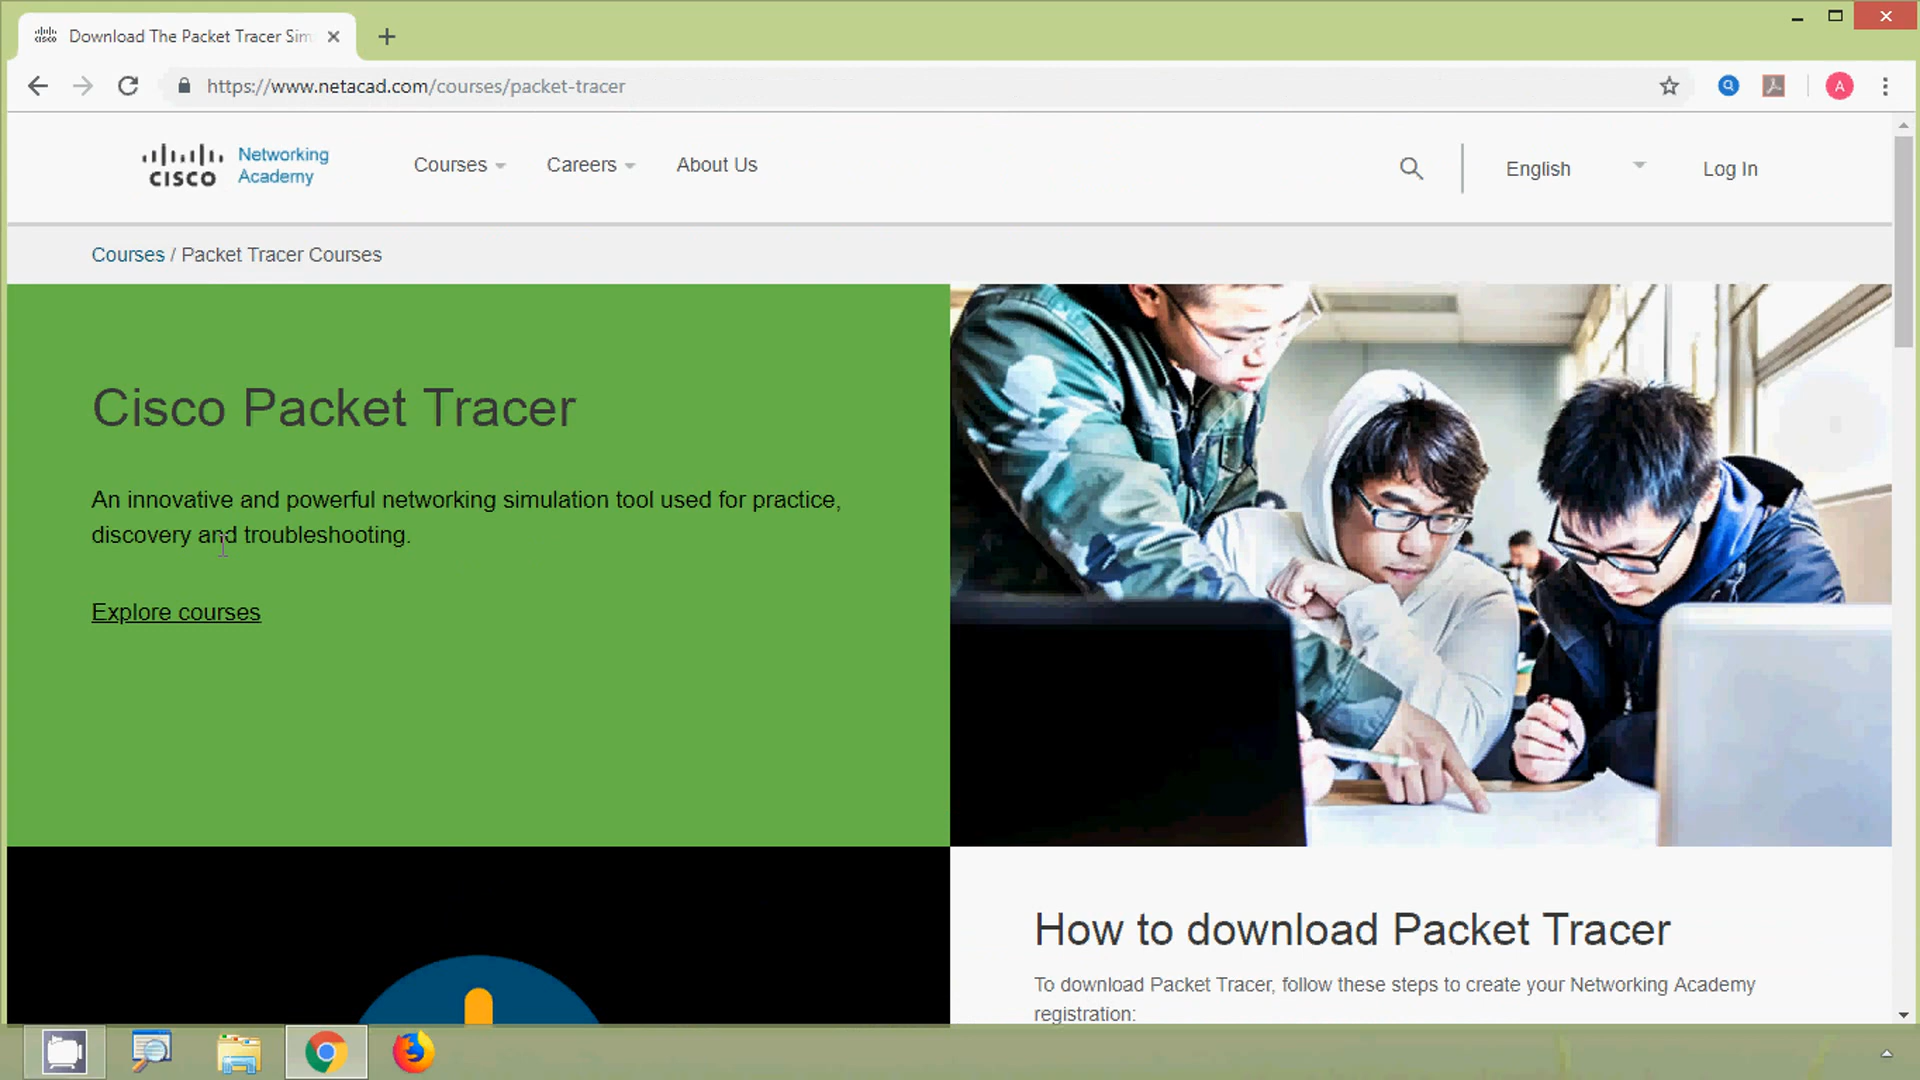 Download The Packet Tracer Sim
https://www.netacad.com/courses/packet-tracer
A
CISCO
Networking
Academy
Courses
Careers
About Us
English
Log In
Courses / Packet Tracer Courses
Cisco Packet Tracer
An innovative and powerful networking simulation tool used for practice,
discovery and troubleshooting.
Explore courses
How to download Packet Tracer
To download Packet Tracer, follow these steps to create your Networking Academy
registration: